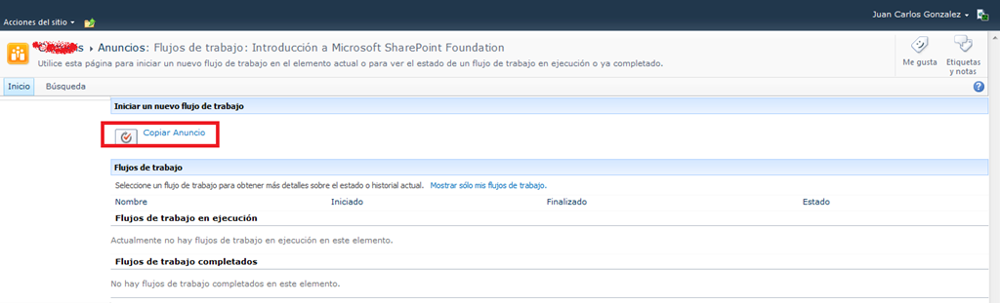 Juan Carlos Gonzalez
Acciones del sitio
Anuncios: Flujos de trabajo: Introducción a Microsoft SharePoint Foundation
Utilice esta página para iniciar un nuevo flujo de trabajo en el elemento actual o para ver el estado de un flujo de trabajo en ejecución o ya completado.
Me gusta
Etiquetas
y notas
Inicio Búsqueda
Iniciar un nuevo flujo de trabajo
Copiar Anuncio
Flujos de trabajo
Seleccione un flujo de trabajo para obtener más detalles sobre el estado o historial actual. Mostrar sólo mis flujos de trabajo.
Nombre Iniciado Finalizado Estado
Flujos de trabajo en ejecución
Actualmente no hay flujos de trabajo en ejecución en este elemento.
Flujos de trabajo completados
No hay flujos de trabajo completados en este elemento.